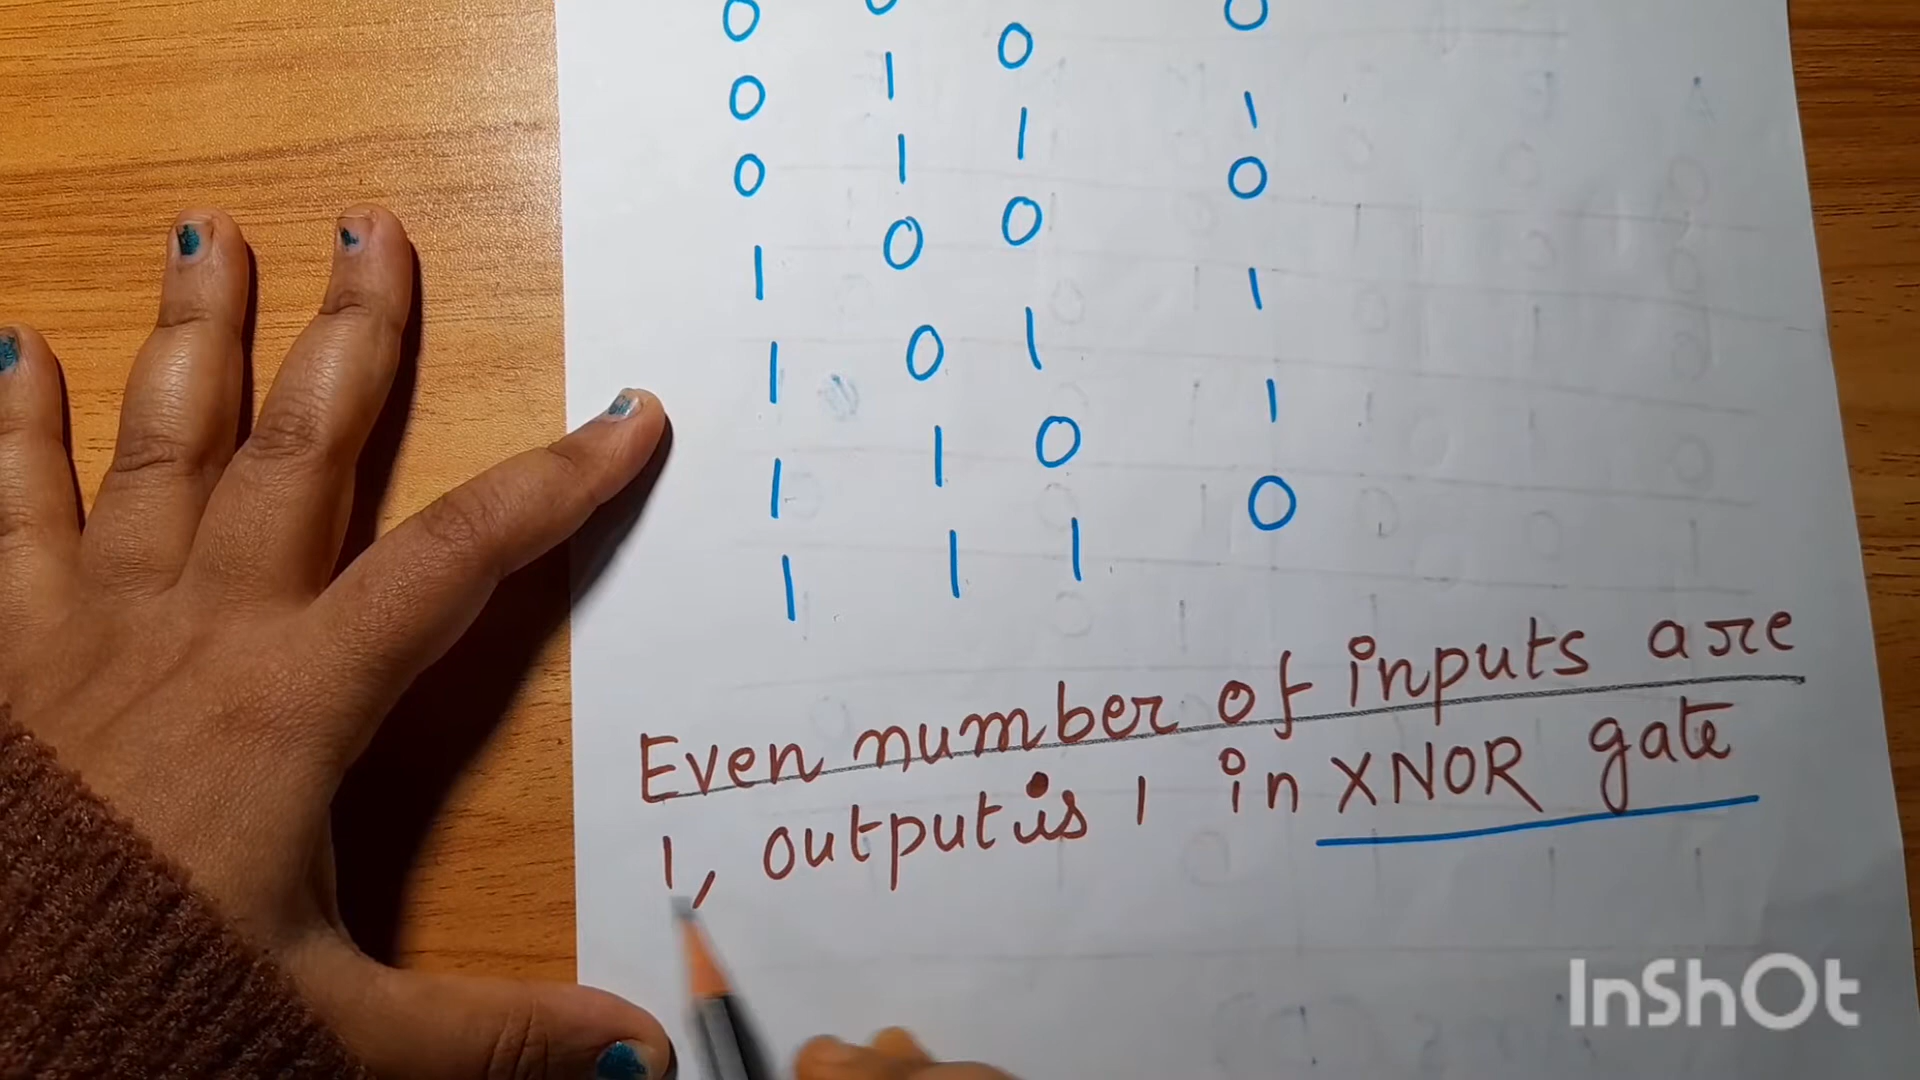 0 0
0 1 0 0
0 1 1 1
1 0 0 0
1 0 1 1
1 1 0 1
1 1 1 0
Even number of inputs are
1, output is 1 in XNOR gate
InShOt